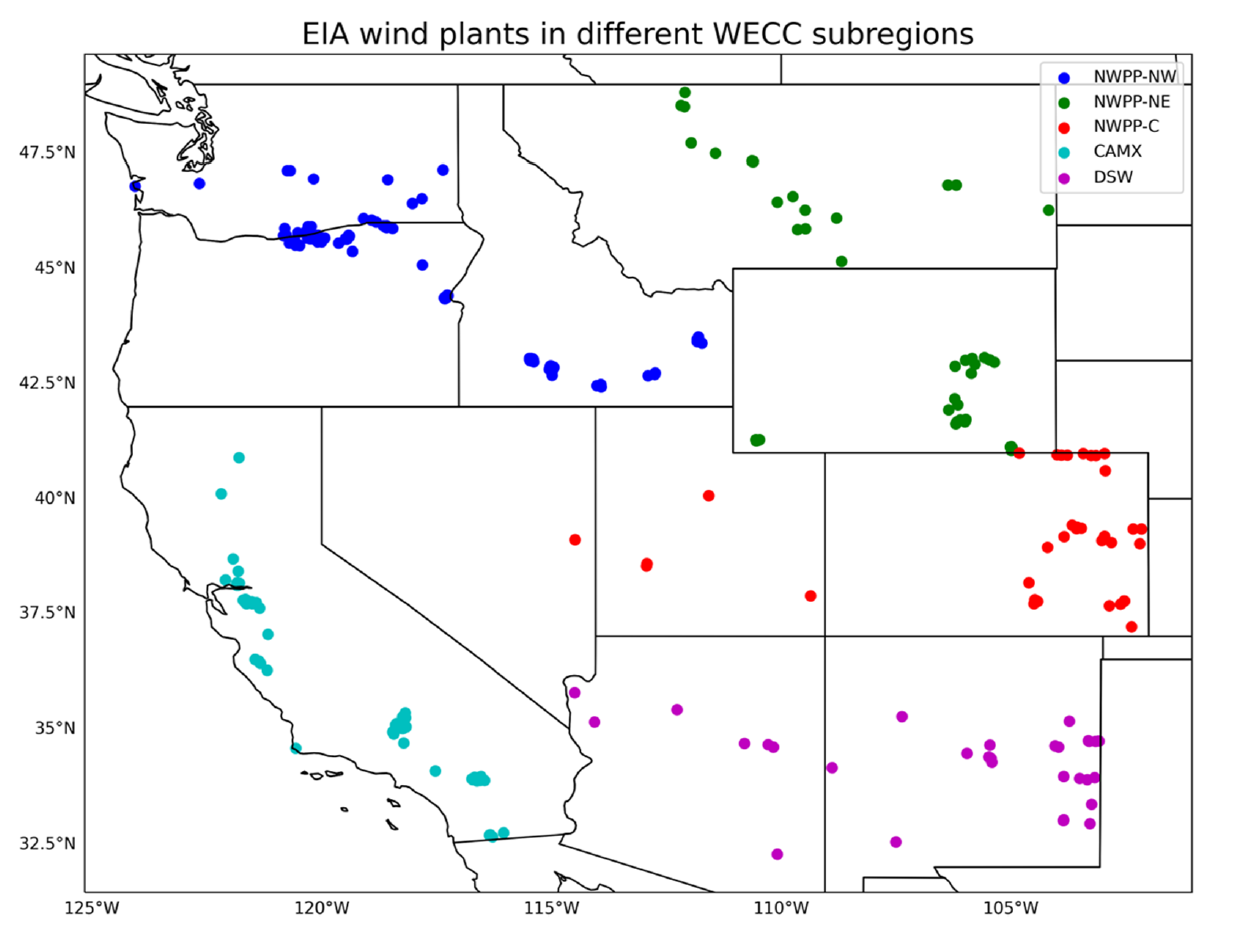 EIA wind plants in different WECC subregions
NWPP-NW
NWPP-NE
NWPP-C
CAMX
DSW
47.5°N
45°N
42.5°N
40°N
37.5°N
35°N
32.5°N
125°W 120°W 115°W 110°W 105°W